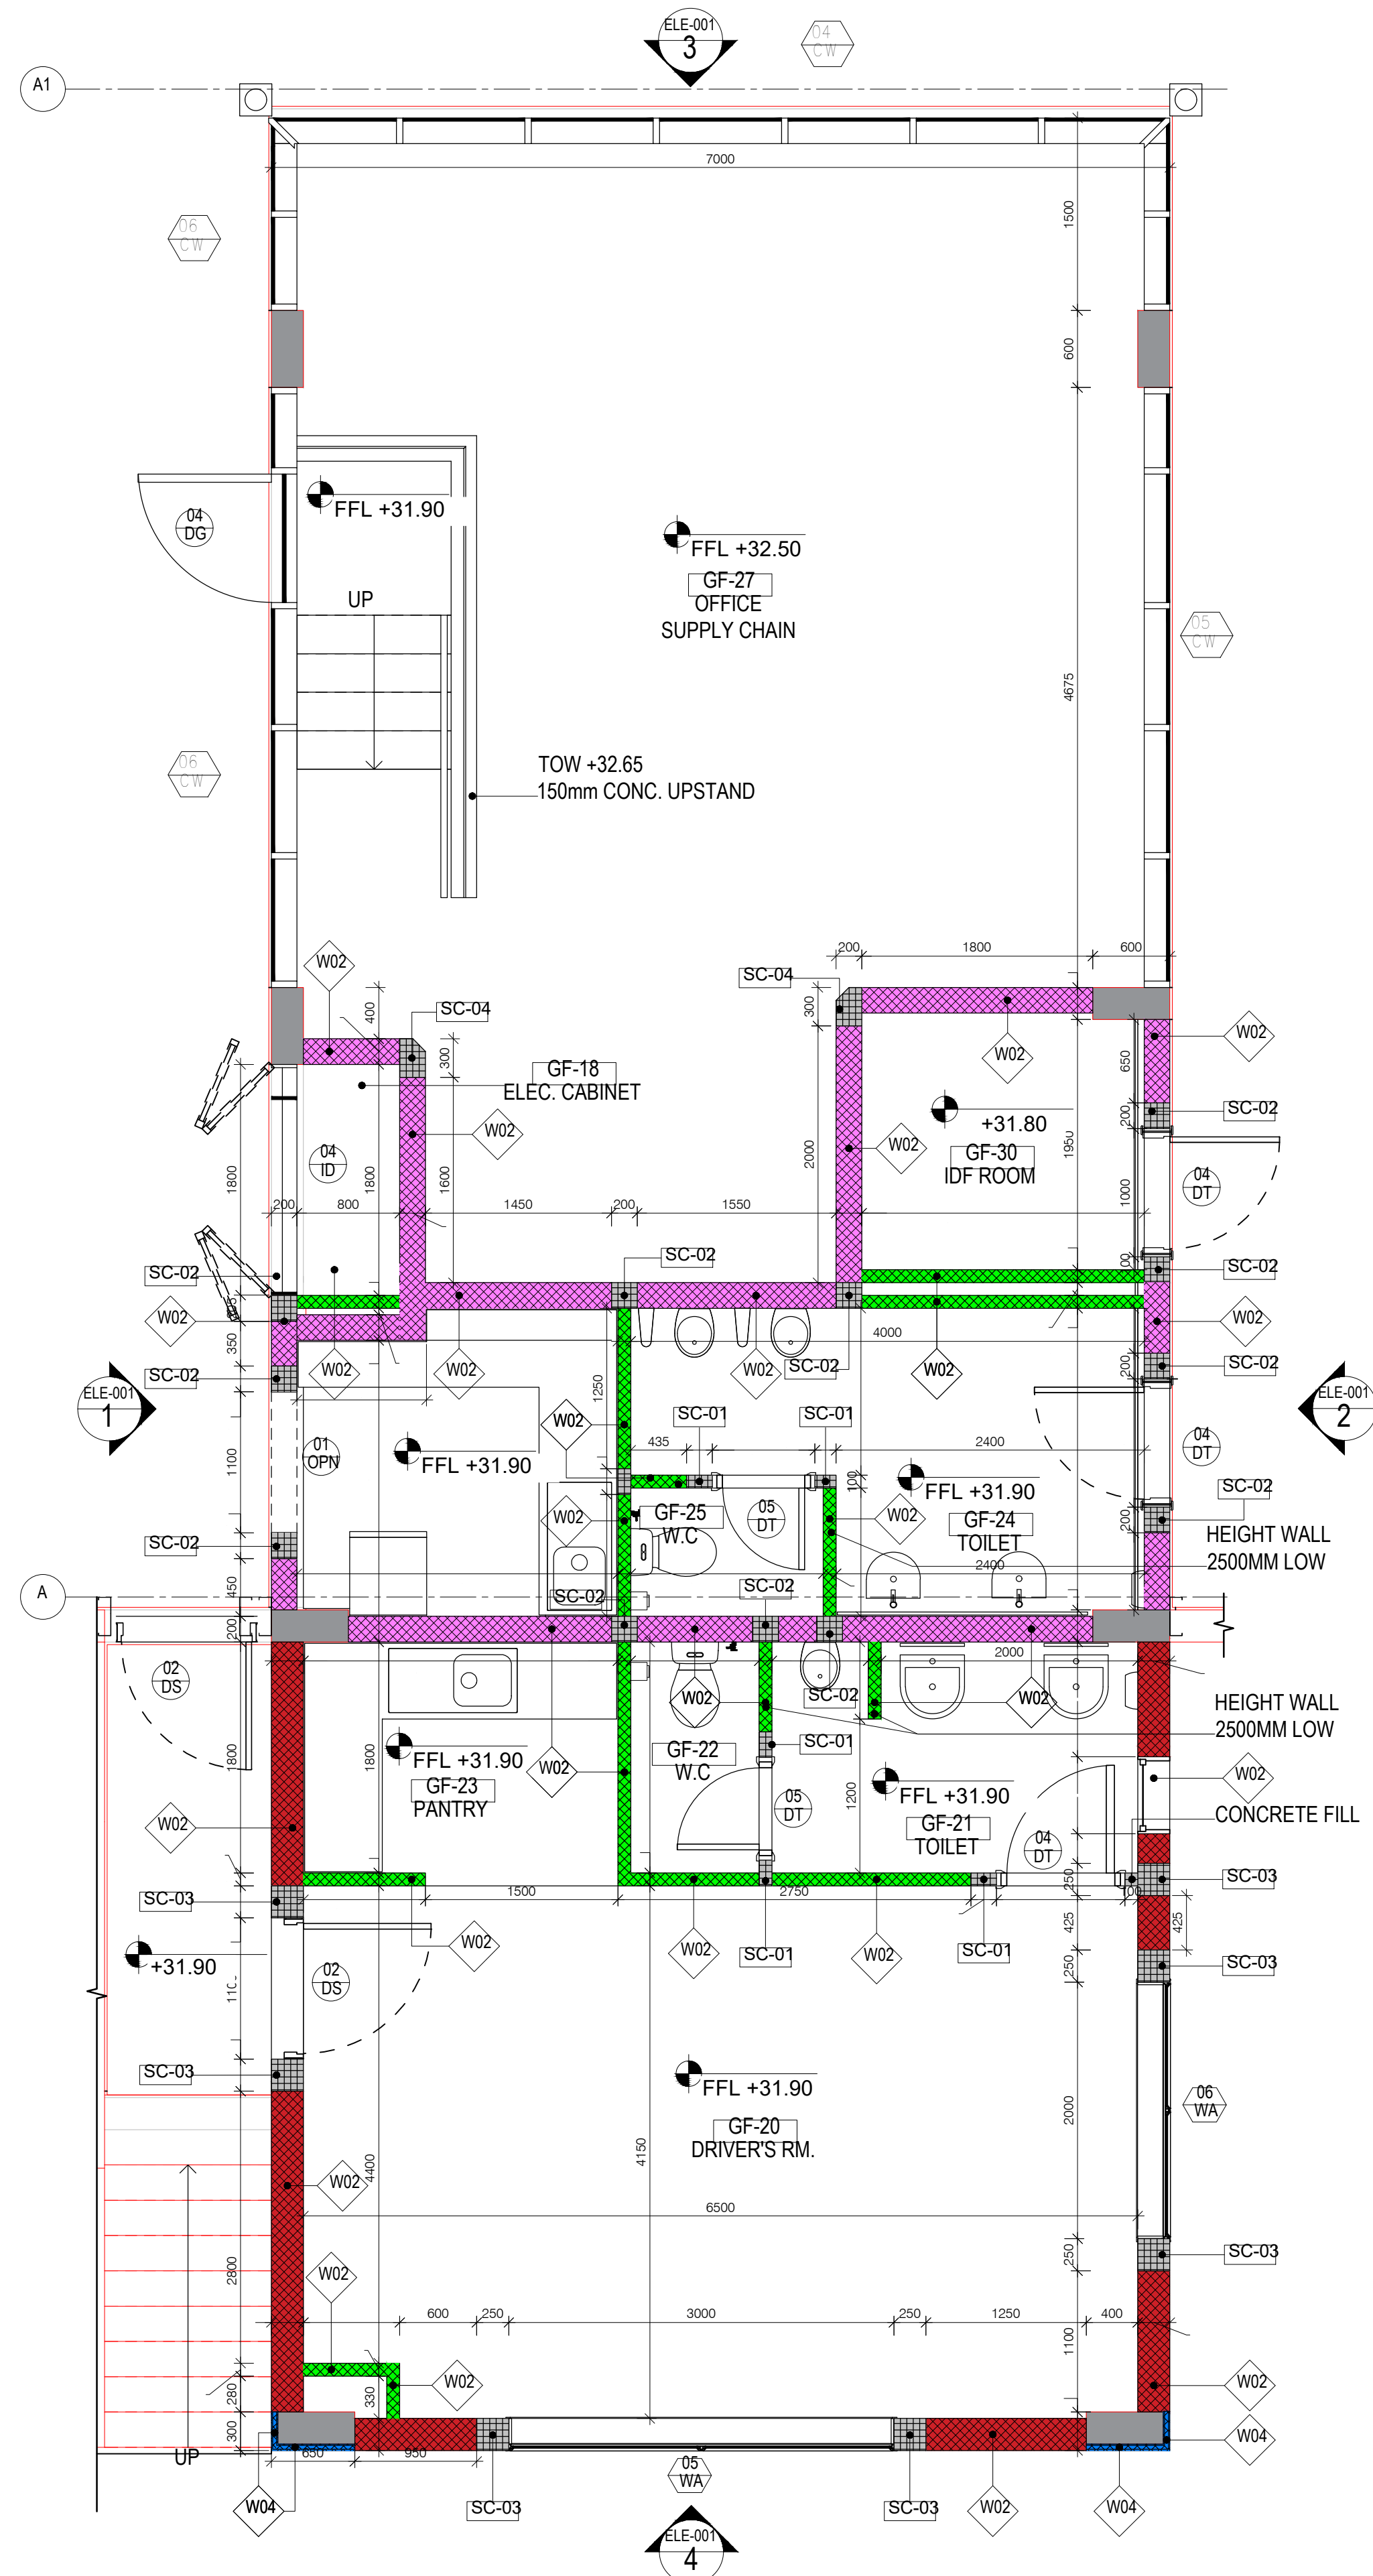 ELE-001
3
04
CW
A1
7000
1500
06
CW
600
04
DG
FFL +31.90
FFL +32.50
GF-27
OFFICE
SUPPLY CHAIN
UP
05
CW
4675
06
CW
TOW +32.65
150mm CONC. UPSTAND
200
1800
600
W02
SC-04
SC-04
400
300
300
W02
W02
650
GF-18
ELEC. CABINET
+31.80
200
SC-02
W02
W02
1950
GF-30
IDF ROOM
04
ID
04
DT
1800
1800
1600
2000
1000
200
800
1450
200
1550
SC-02
SC-02
SC-02
W02
W02
350
4000
W02
W02
W02
SC-02
W02
200
SC-02
SC-02
ELE-001
1
ELE-001
2
1250
W02
SC-01
SC-01
01
OPN
FFL +31.90
435
2400
04
DT
1100
100
FFL +31.90
SC-02
W02
GF-25
W.C
05
DT
W02
GF-24
TOILET
200
SC-02
HEIGHT WALL
2500MM LOW
2400
A
450
SC-02
SC-02
200
2000
02
DS
W02
SC-02
W02
HEIGHT WALL
2500MM LOW
1800
1800
FFL +31.90
GF-23
PANTRY
W02
GF-22
W.C
SC-01
FFL +31.90
W02
CONCRETE FILL
05
DT
1200
GF-21
TOILET
04
DT
W02
250
SC-03
SC-03
1500
2750
100
425
425
W02
W02
SC-01
W02
SC-01
250
SC-03
+31.90
02
DS
SC-03
FFL +31.90
GF-20
DRIVER'S RM.
2000
06
WA
4150
4400
W02
6500
2800
W02
250
SC-03
600
250
3000
250
1250
400
1100
280
330
W02
W02
300
UP
650
950
05
WA
W04
W04
SC-03
SC-03
W02
W04
ELE-001
4